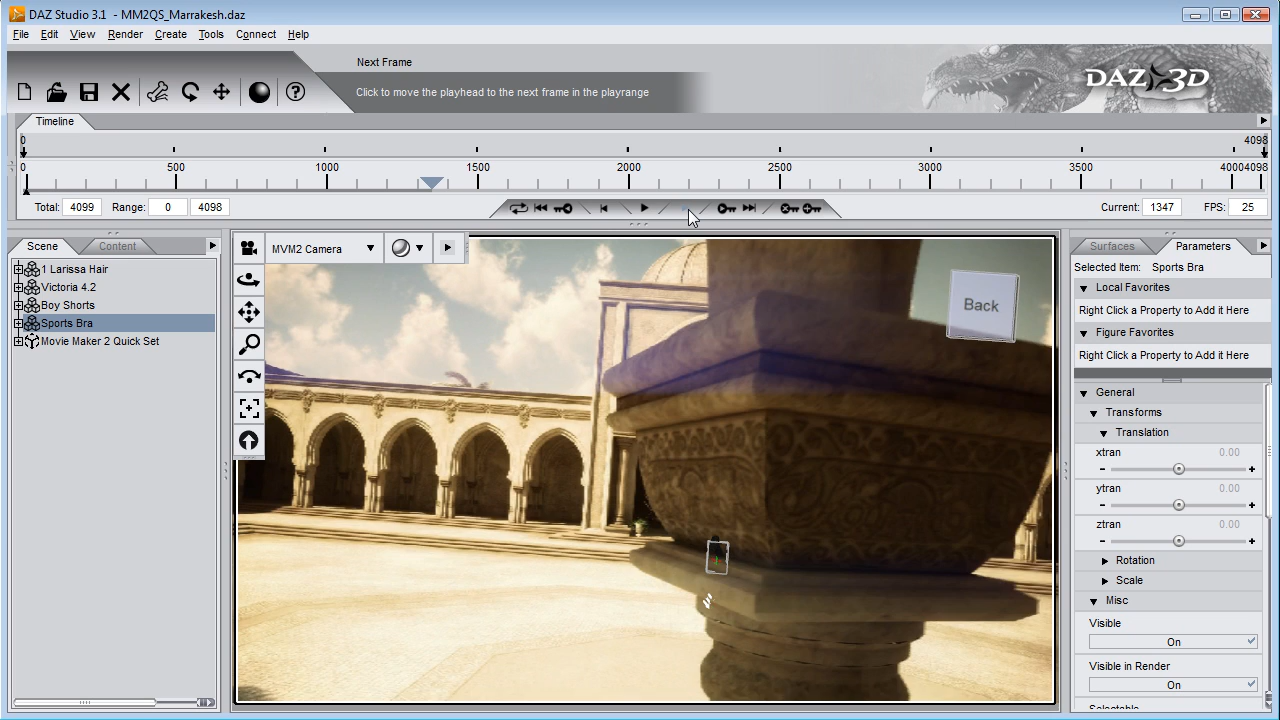 DAZ Studio 3.1 - MM2QS_Marrakesh.daz
File Edit View Render Create Tools Connect Help
Next Frame
Click to move the playhead to the next frame in the playrange
DAZ 3D
Timeline
0 4098
0 500 1000 1500 2000 2500 3000 3500 4000 4098
Total: 4099 Range: 0 4098 Current: 1347 FPS: 25
Scene Content
1 Larissa Hair
Victoria 4.2
Boy Shorts
Sports Bra
Movie Maker 2 Quick Set
MVM2 Camera
Back
Surfaces Parameters
Selected Item: Sports Bra
Local Favorites
Right Click a Property to Add it Here
Figure Favorites
Right Click a Property to Add it Here
General
Transforms
Translation
xtran 0.00
- +
ytran 0.00
- +
ztran 0.00
- +
Rotation
Scale
Misc
Visible
On
Visible in Render
On
Selectable